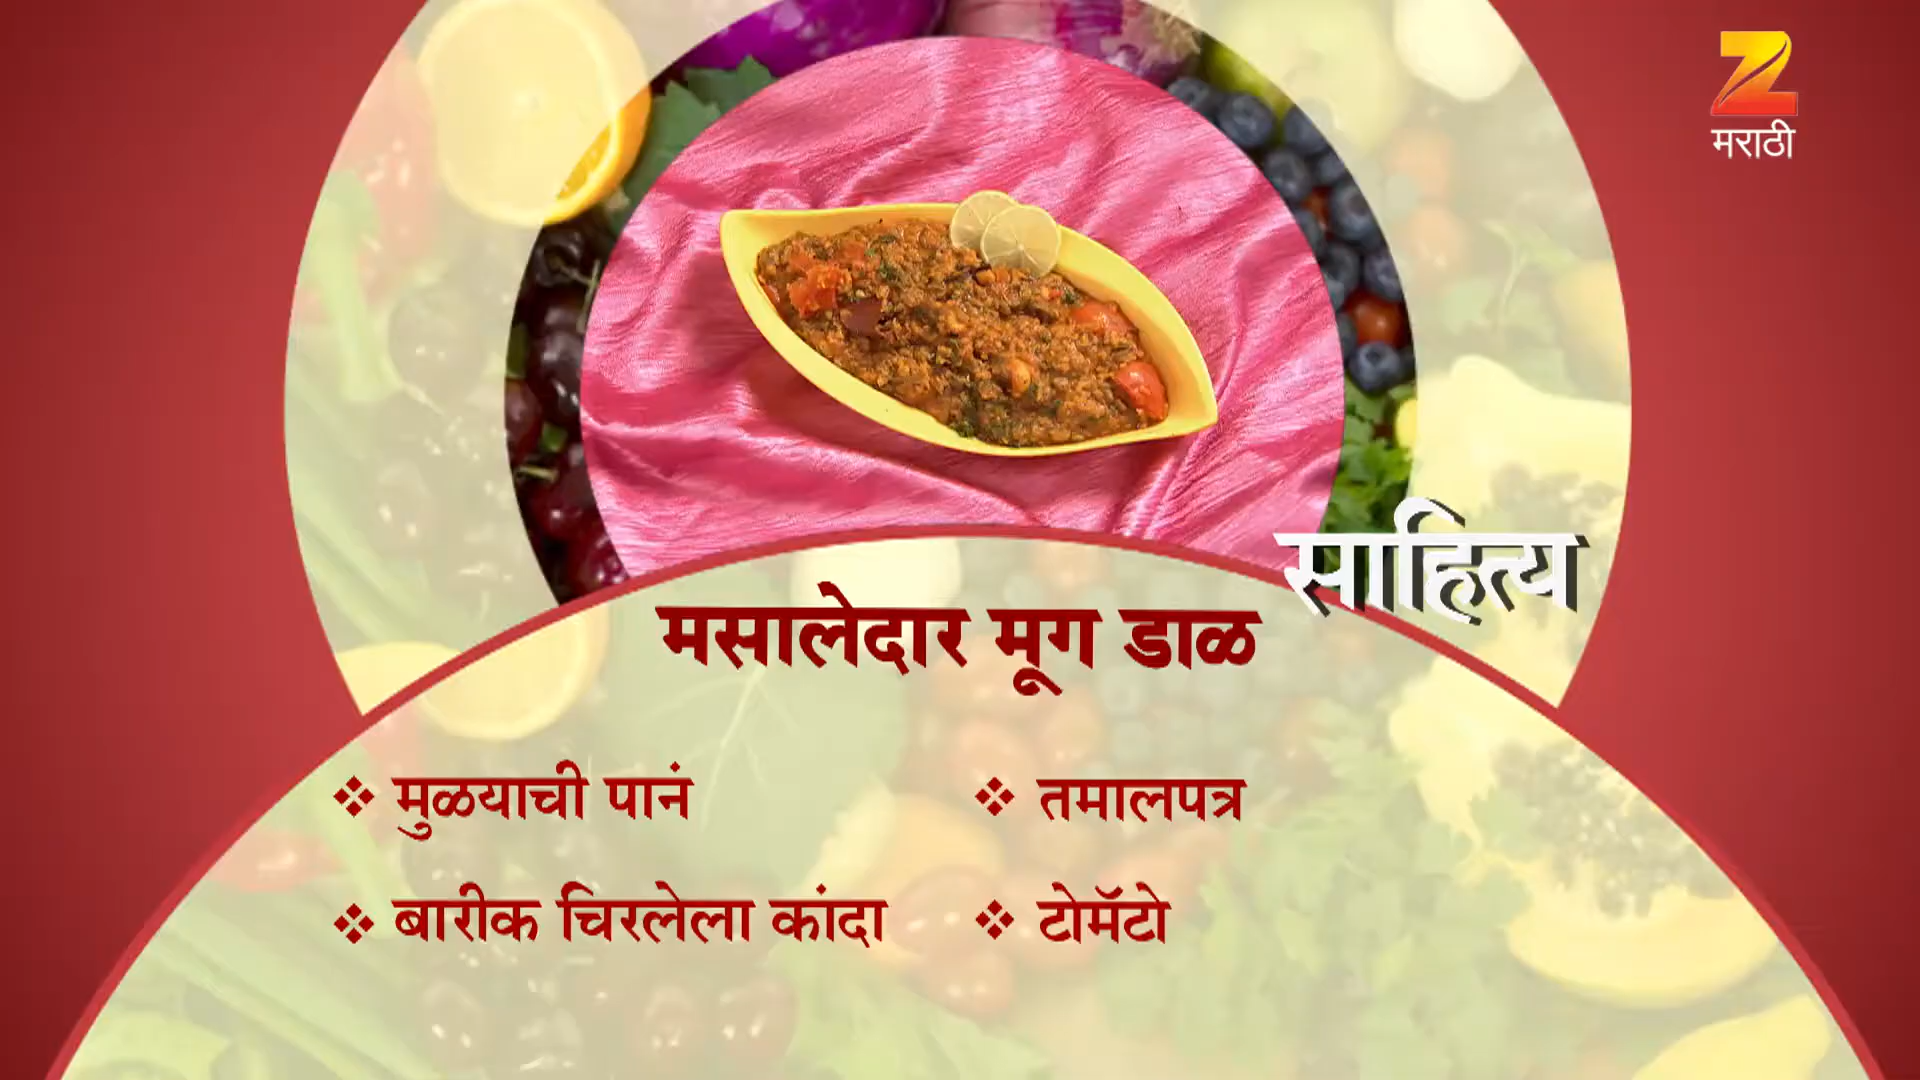 मराठी
साहित्य
मसालेदार मूग डाळ
मुळयाची पानं
तमालपत्र
बारीक चिरलेला कांदा
टोमॅटो